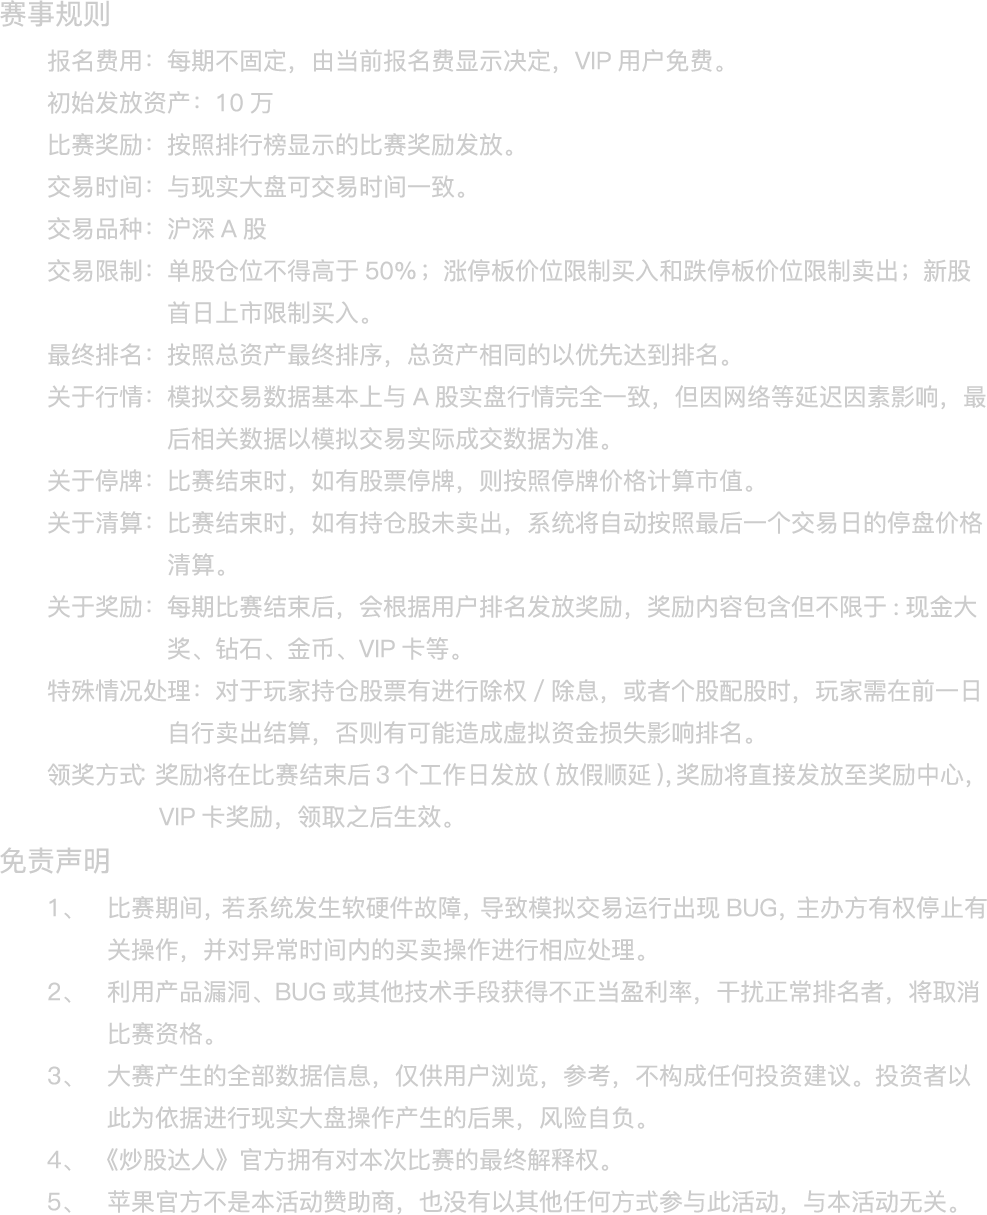 赛事规则
报名费用：每期不固定，由当前报名费显示决定，VIP 用户免费。
初始发放资产：10 万
比赛奖励：按照排行榜显示的比赛奖励发放。
交易时间：与现实大盘可交易时间一致。
交易品种：沪深 A 股
交易限制：单股仓位不得高于 50%；涨停板价位限制买入和跌停板价位限制卖出；新股
首日上市限制买入。
最终排名：按照总资产最终排序，总资产相同的以优先达到排名。
关于行情：模拟交易数据基本上与 A 股实盘行情完全一致，但因网络等延迟因素影响，最
后相关数据以模拟交易实际成交数据为准。
关于停牌：比赛结束时，如有股票停牌，则按照停牌价格计算市值。
关于清算：比赛结束时，如有持仓股未卖出，系统将自动按照最后一个交易日的停盘价格
清算。
关于奖励：每期比赛结束后，会根据用户排名发放奖励，奖励内容包含但不限于 : 现金大
奖、钻石、金币、VIP 卡等。
特殊情况处理：对于玩家持仓股票有进行除权 / 除息，或者个股配股时，玩家需在前一日
自行卖出结算，否则有可能造成虚拟资金损失影响排名。
领奖方式: 奖励将在比赛结束后 3 个工作日发放 ( 放假顺延 ), 奖励将直接发放至奖励中心，
VIP 卡奖励，领取之后生效。
免责声明
1、 比赛期间, 若系统发生软硬件故障, 导致模拟交易运行出现 BUG, 主办方有权停止有
关操作，并对异常时间内的买卖操作进行相应处理。
2、 利用产品漏洞、BUG 或其他技术手段获得不正当盈利率，干扰正常排名者，将取消
比赛资格。
3、 大赛产生的全部数据信息，仅供用户浏览，参考，不构成任何投资建议。投资者以
此为依据进行现实大盘操作产生的后果，风险自负。
4、 《炒股达人》官方拥有对本次比赛的最终解释权。
5、 苹果官方不是本活动赞助商，也没有以其他任何方式参与此活动，与本活动无关。